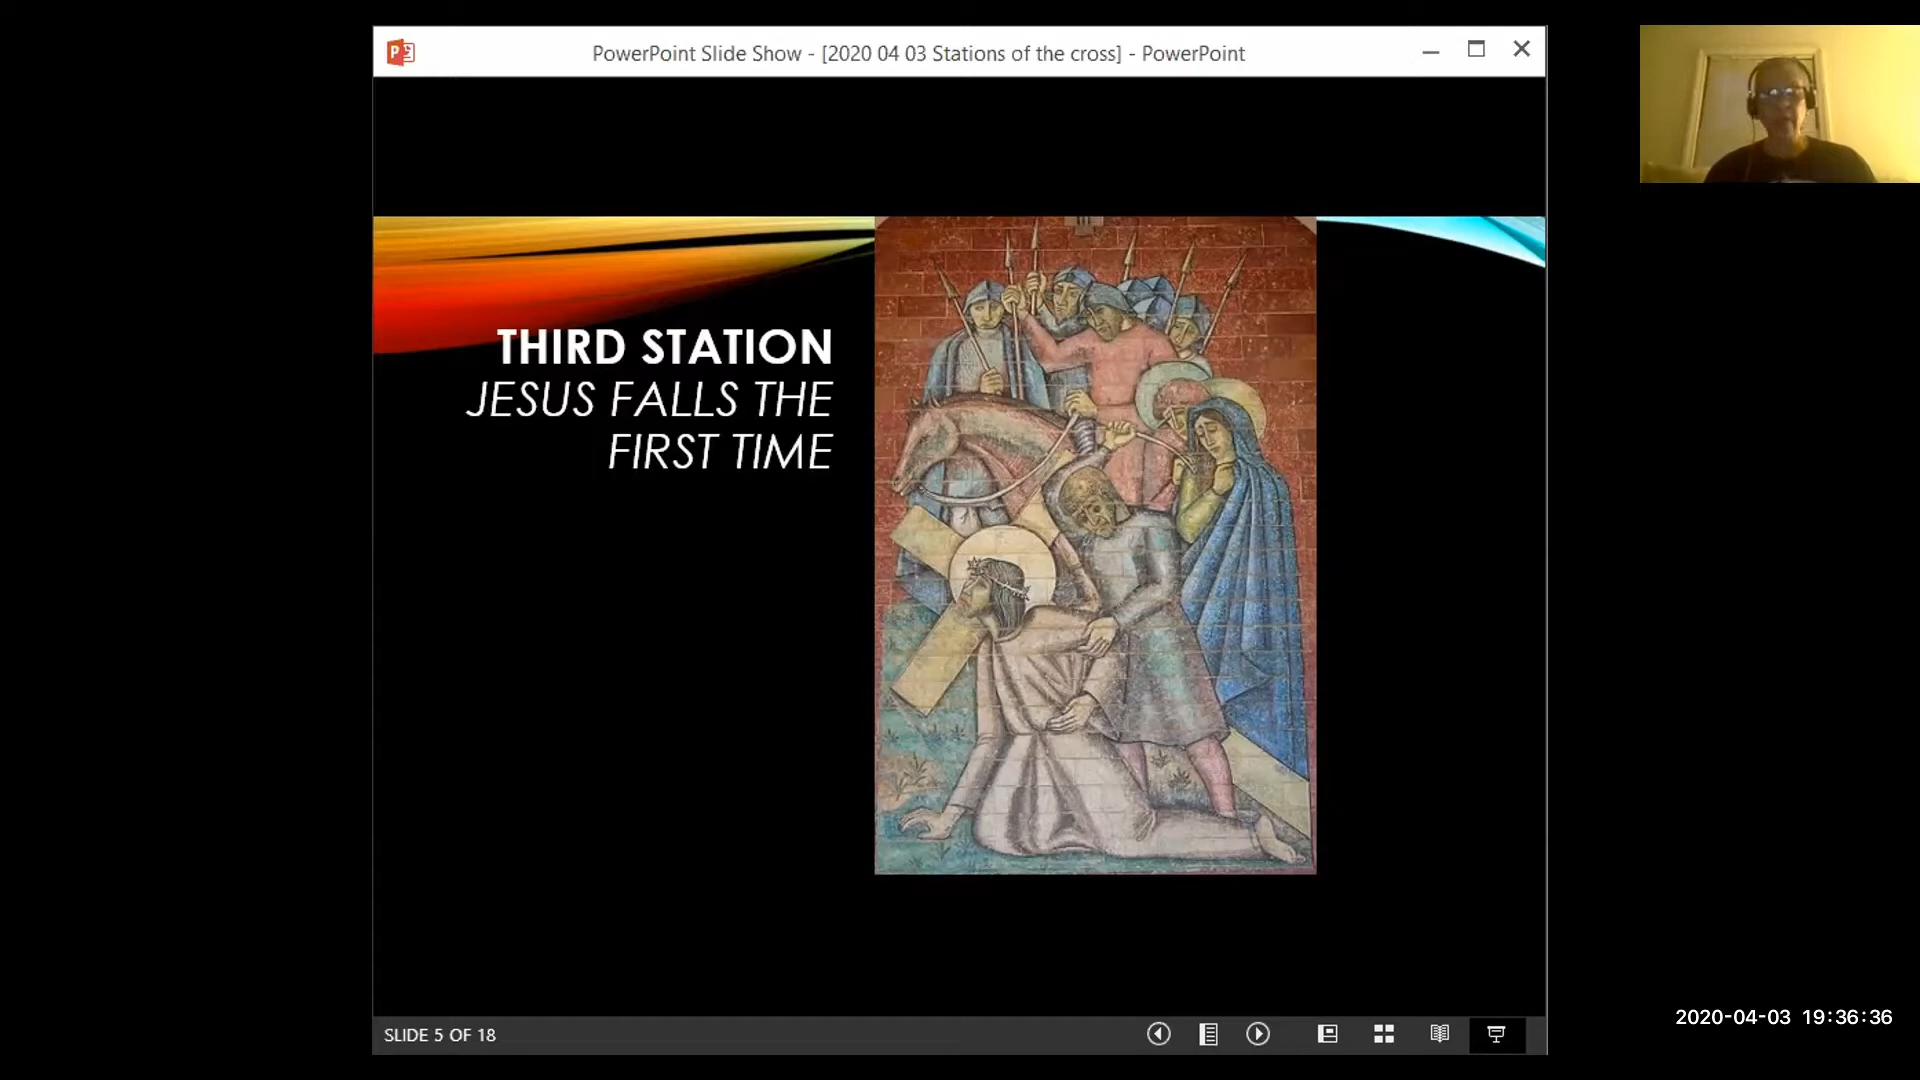 PowerPoint Slide Show - [2020 04 03 Stations of the cross] - PowerPoint
THIRD STATION
JESUS FALLS THE
FIRST TIME
SLIDE 5 OF 18
2020-04-03 19:36:36